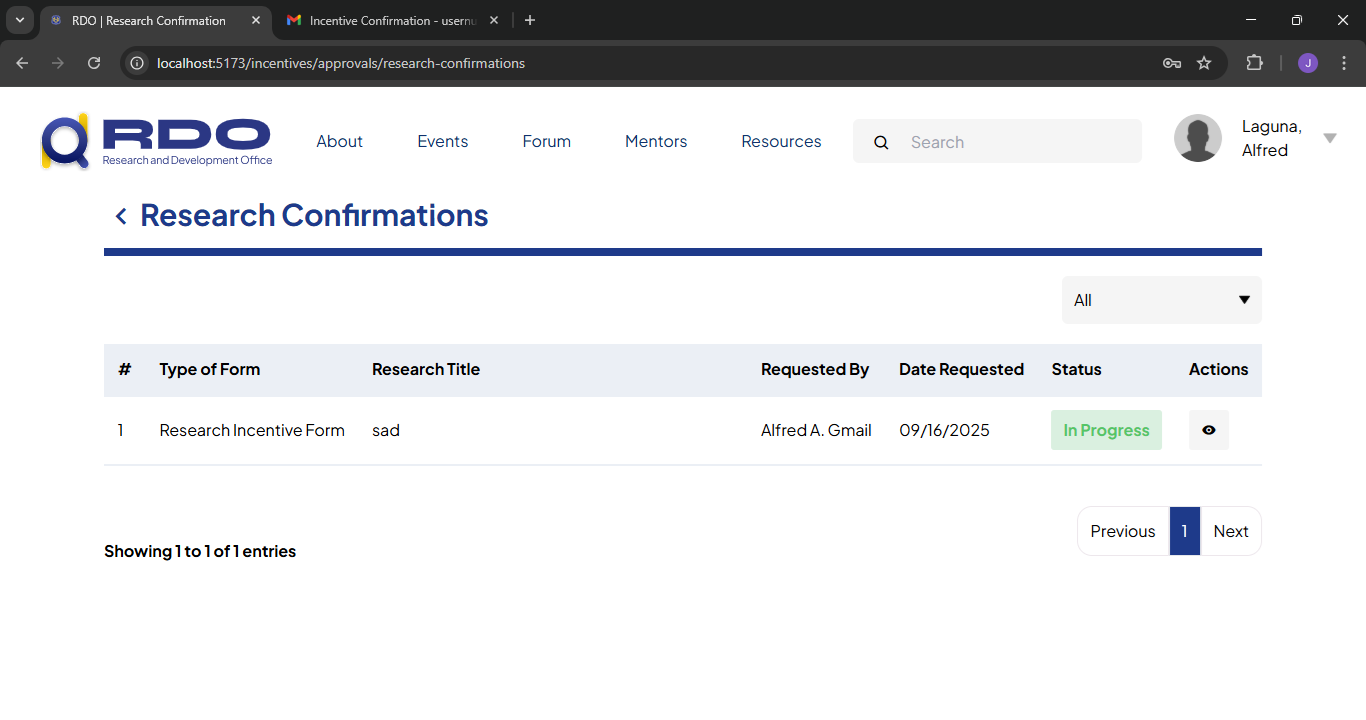 RDO | Research Confirmation
Incentive Confirmation - usernu
localhost:5173/incentives/approvals/research-confirmations
J
RDO
Research and Development Office
About
Events
Forum
Mentors
Resources
Search
Laguna,
Alfred
Research Confirmations
All
# Type of Form Research Title Requested By Date Requested Status Actions
1 Research Incentive Form sad Alfred A. Gmail 09/16/2025 In Progress
Previous 1 Next
Showing 1 to 1 of 1 entries